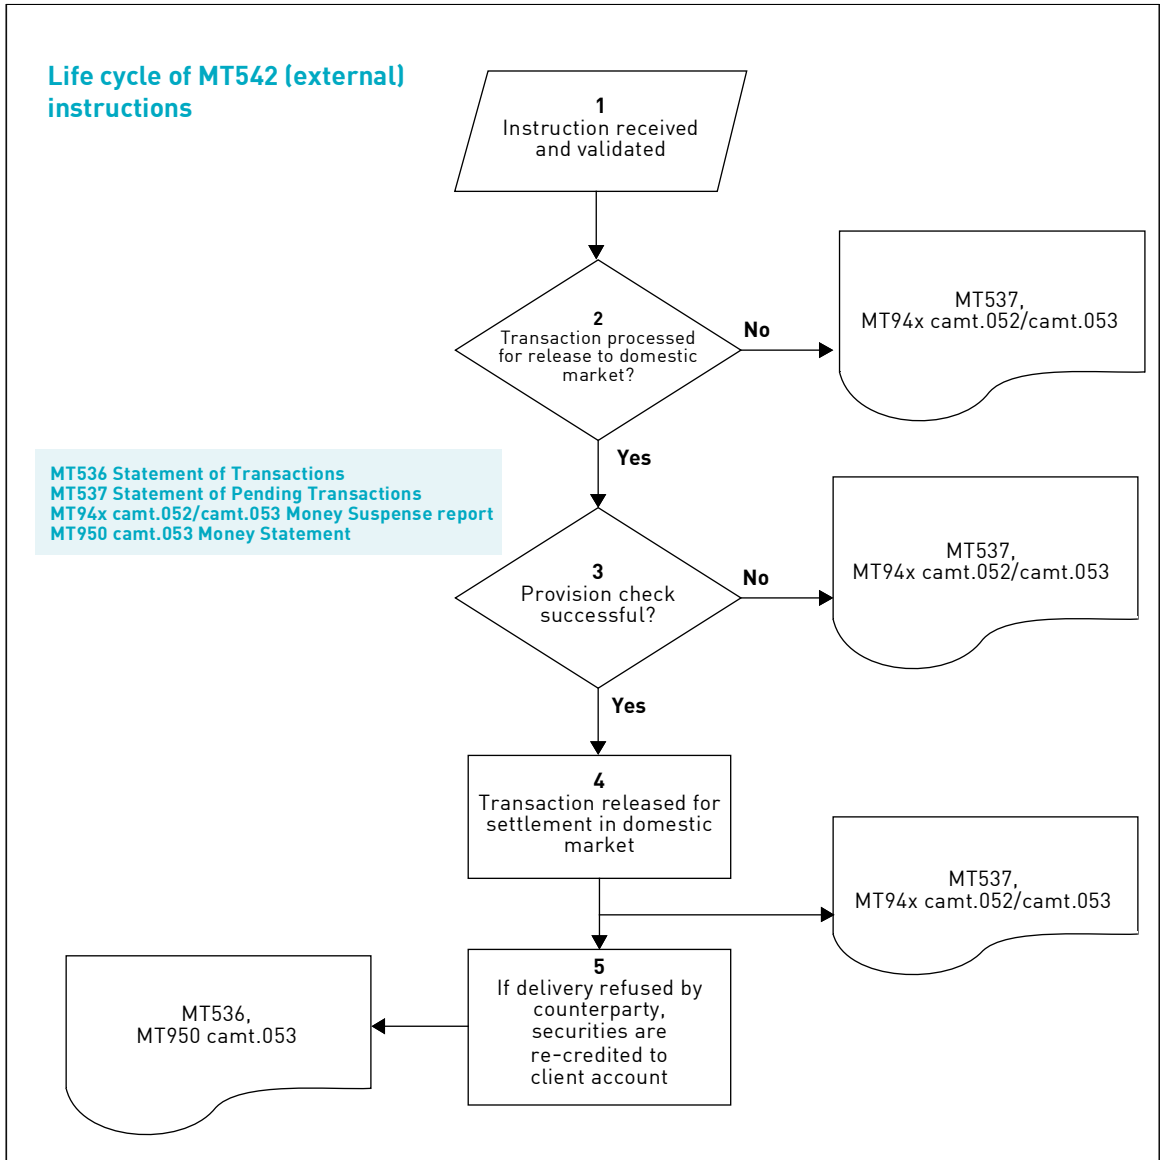 Life cycle of MT542 (external)
instructions
1
Instruction received
and validated
2
Transaction processed
for release to domestic
market?
No
MT537,
MT94x camt.052/camt.053
Yes
MT536 Statement of Transactions
MT537 Statement of Pending Transactions
MT94x camt.052/camt.053 Money Suspense report
MT950 camt.053 Money Statement
3
Provision check
successful?
No
MT537,
MT94x camt.052/camt.053
Yes
4
Transaction released for
settlement in domestic
market
MT537,
MT94x camt.052/camt.053
5
If delivery refused by
counterparty,
securities are
re-credited to
client account
MT536,
MT950 camt.053